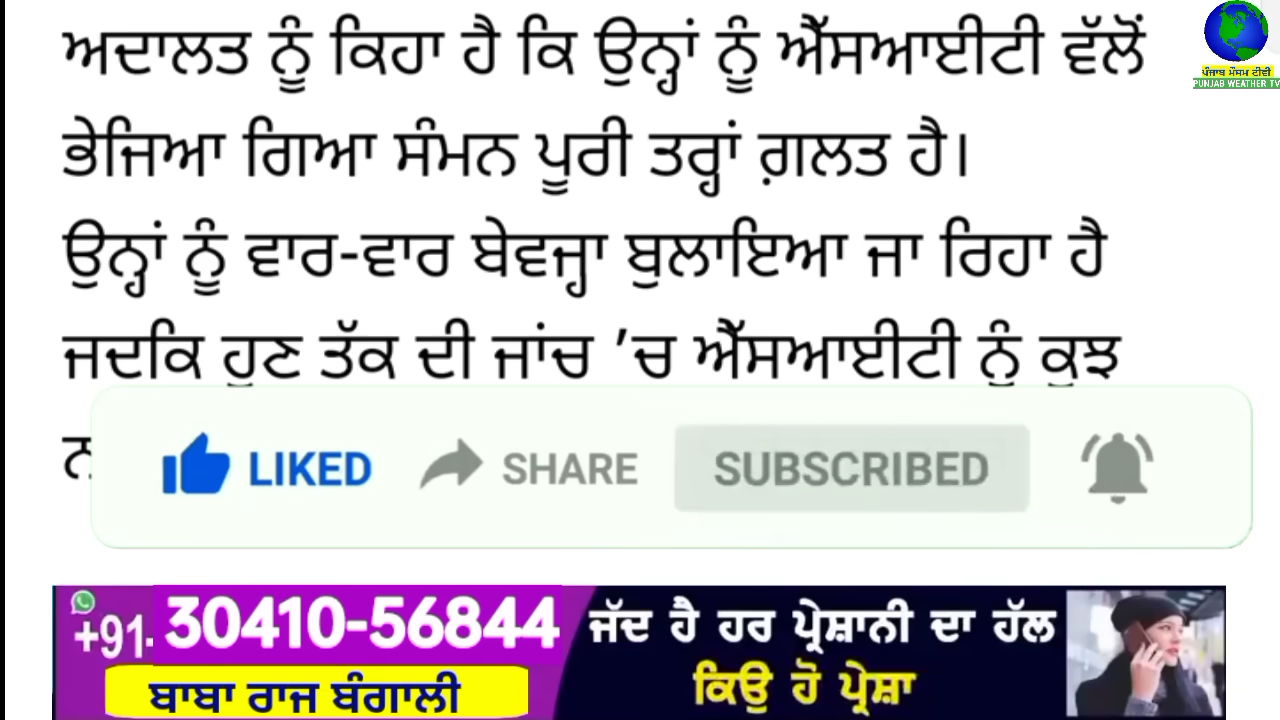 ਅਦਾਲਤ ਨੂੰ ਕਿਹਾ ਹੈ ਕਿ ਉਨ੍ਹਾਂ ਨੂੰ ਐੱਸਆਈਟੀ ਵੱਲੋਂ
ਪੰਜਾਬ ਮੌਸਮ ਟੀਵੀ
PUNJAB WEATHER TV
ਭੇਜਿਆ ਗਿਆ ਸੰਮਨ ਪੂਰੀ ਤਰ੍ਹਾਂ ਗ਼ਲਤ ਹੈ।
ਉਨ੍ਹਾਂ ਨੂੰ ਵਾਰ-ਵਾਰ ਬੇਵਜ੍ਹਾ ਬੁਲਾਇਆ ਜਾ ਰਿਹਾ ਹੈ
ਜਦਕਿ ਹੁਣ ਤੱਕ ਦੀ ਜਾਂਚ ’ਚ ਐੱਸਆਈਟੀ ਨੂੰ ਕੁਝ
LIKED SHARE SUBSCRIBED
+91- 30410-56844 ਜੱਦ ਹੈ ਹਰ ਪ੍ਰੇਸ਼ਾਨੀ ਦਾ ਹੱਲ
ਬਾਬਾ ਰਾਜ ਬੰਗਾਲੀ ਕਿਉ ਹੋ ਪ੍ਰੇਸ਼ਾ